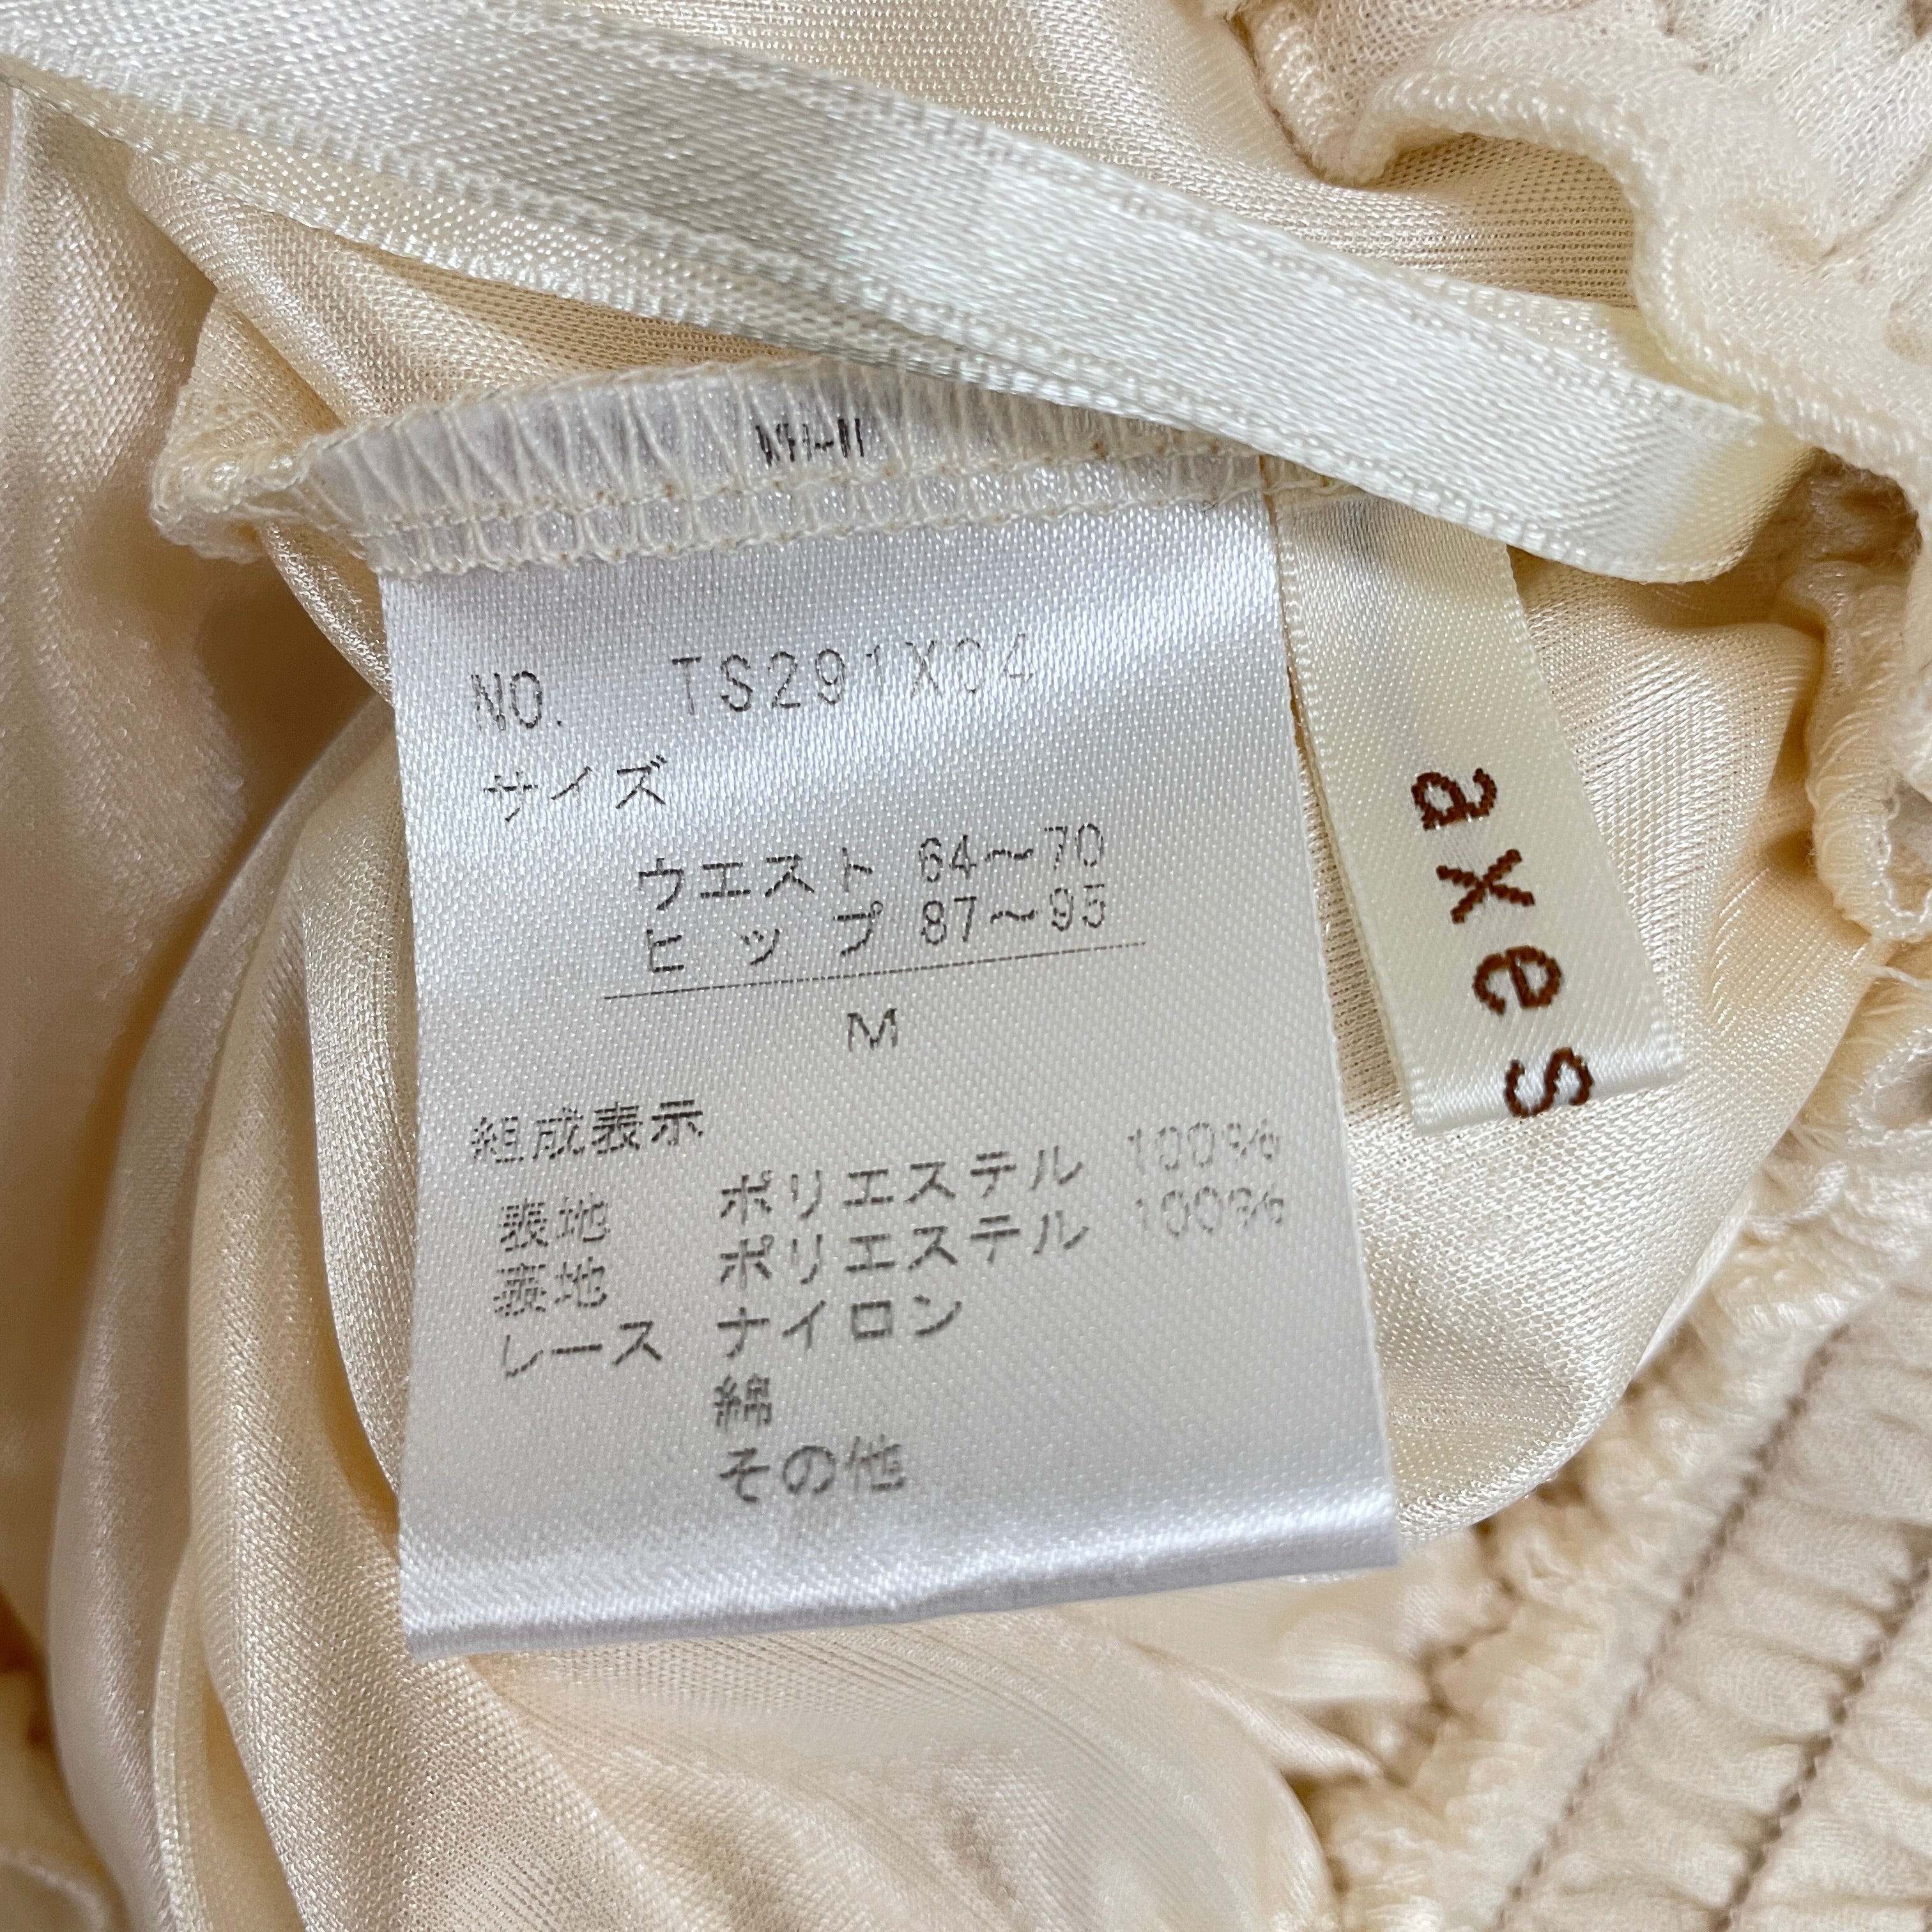 NO. TS291X04
サイズ
ウエスト 64～70
ヒップ 87～95
M
組成表示
表地 ポリエステル 100%
裏地 ポリエステル 100%
レース ナイロン
綿
その他
axes